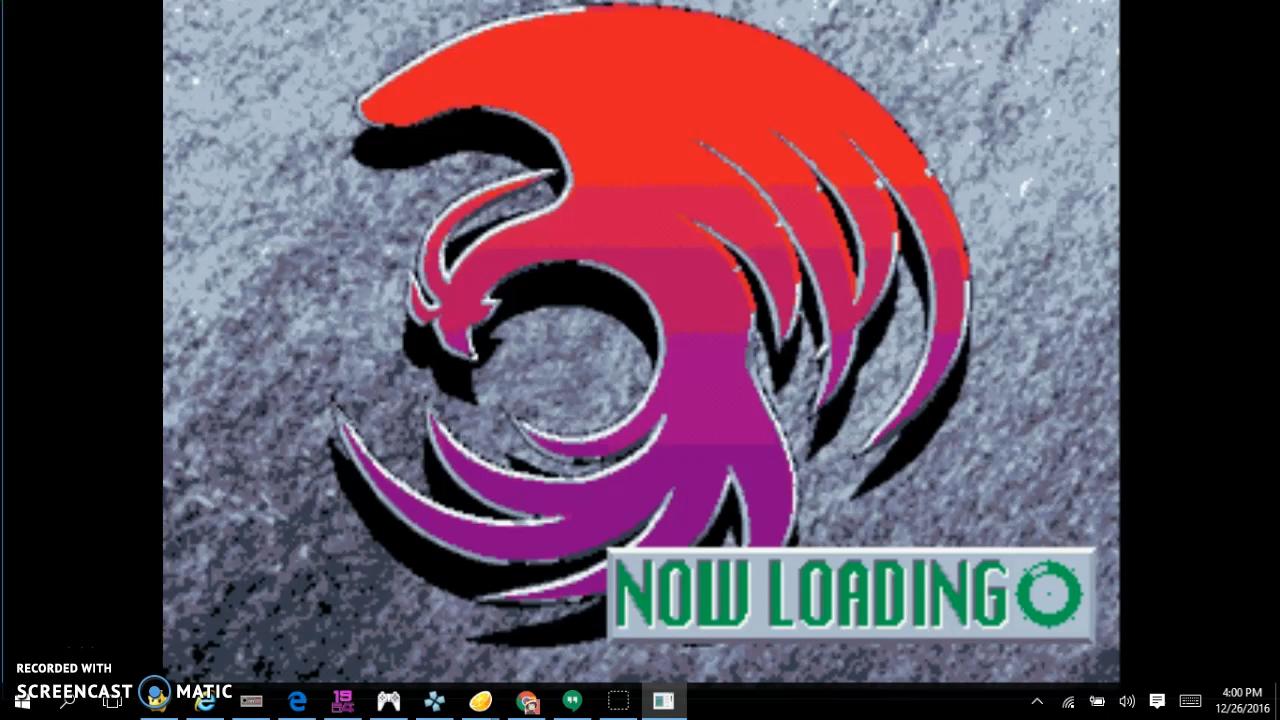 NOW LOADING
RECORDED WITH
SCREENCAST MATIC
4:00 PM
12/26/2016